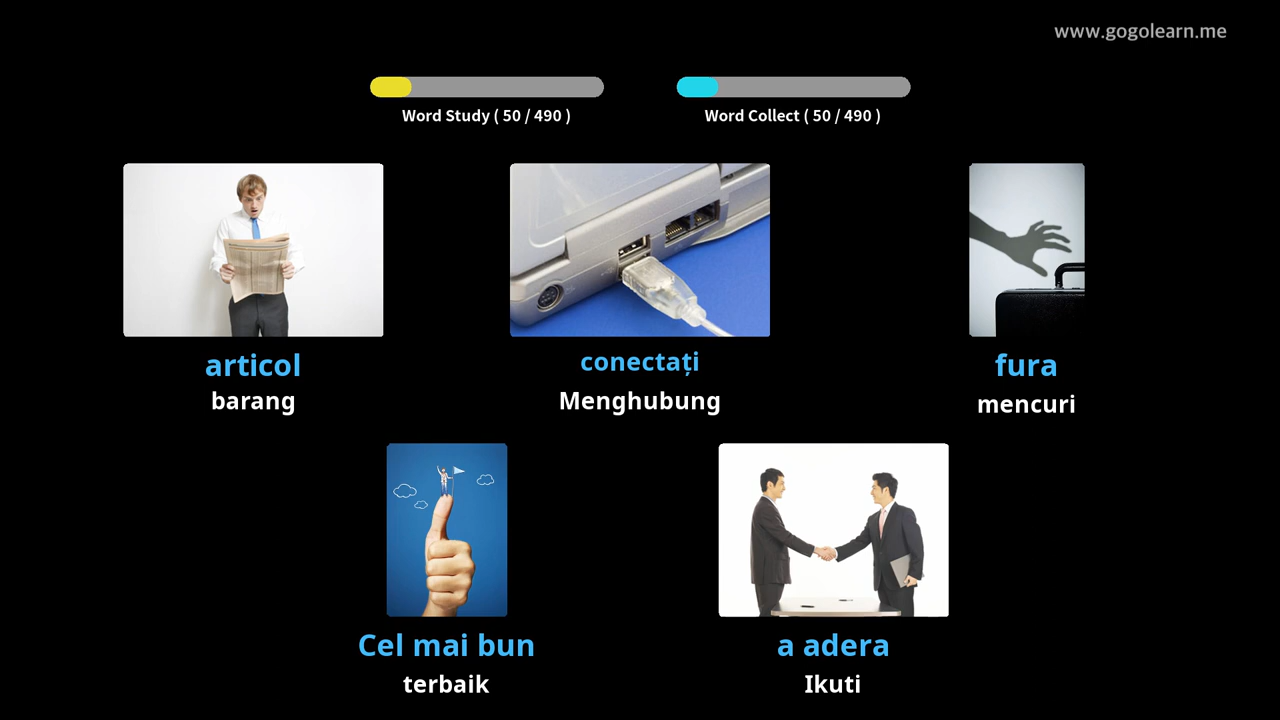 www.gogolearn.me
Word Study ( 50 / 490 )
Word Collect ( 50 / 490 )
articol
barang
conectați
Menghubung
fura
mencuri
Cel mai bun
terbaik
a adera
Ikuti